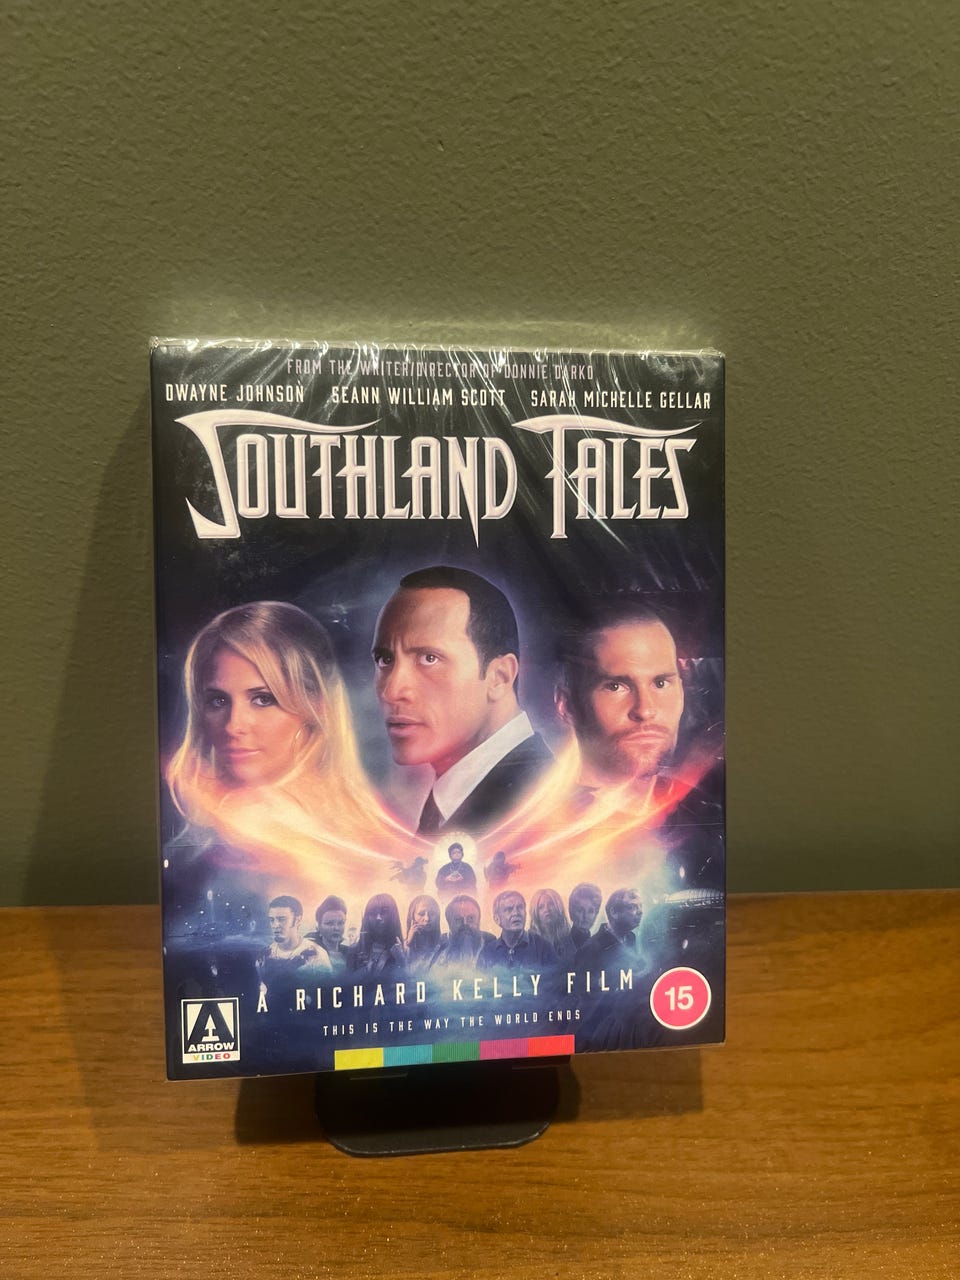 FROM THE WRITER/DIRECTOR OF DONNIE DARKO
DWAYNE JOHNSON SEANN WILLIAM SCOTT SARAH MICHELLE GELLAR
SOUTHLAND TALES
A RICHARD KELLY FILM
THIS IS THE WAY THE WORLD ENDS
15
ARROW
VIDEO